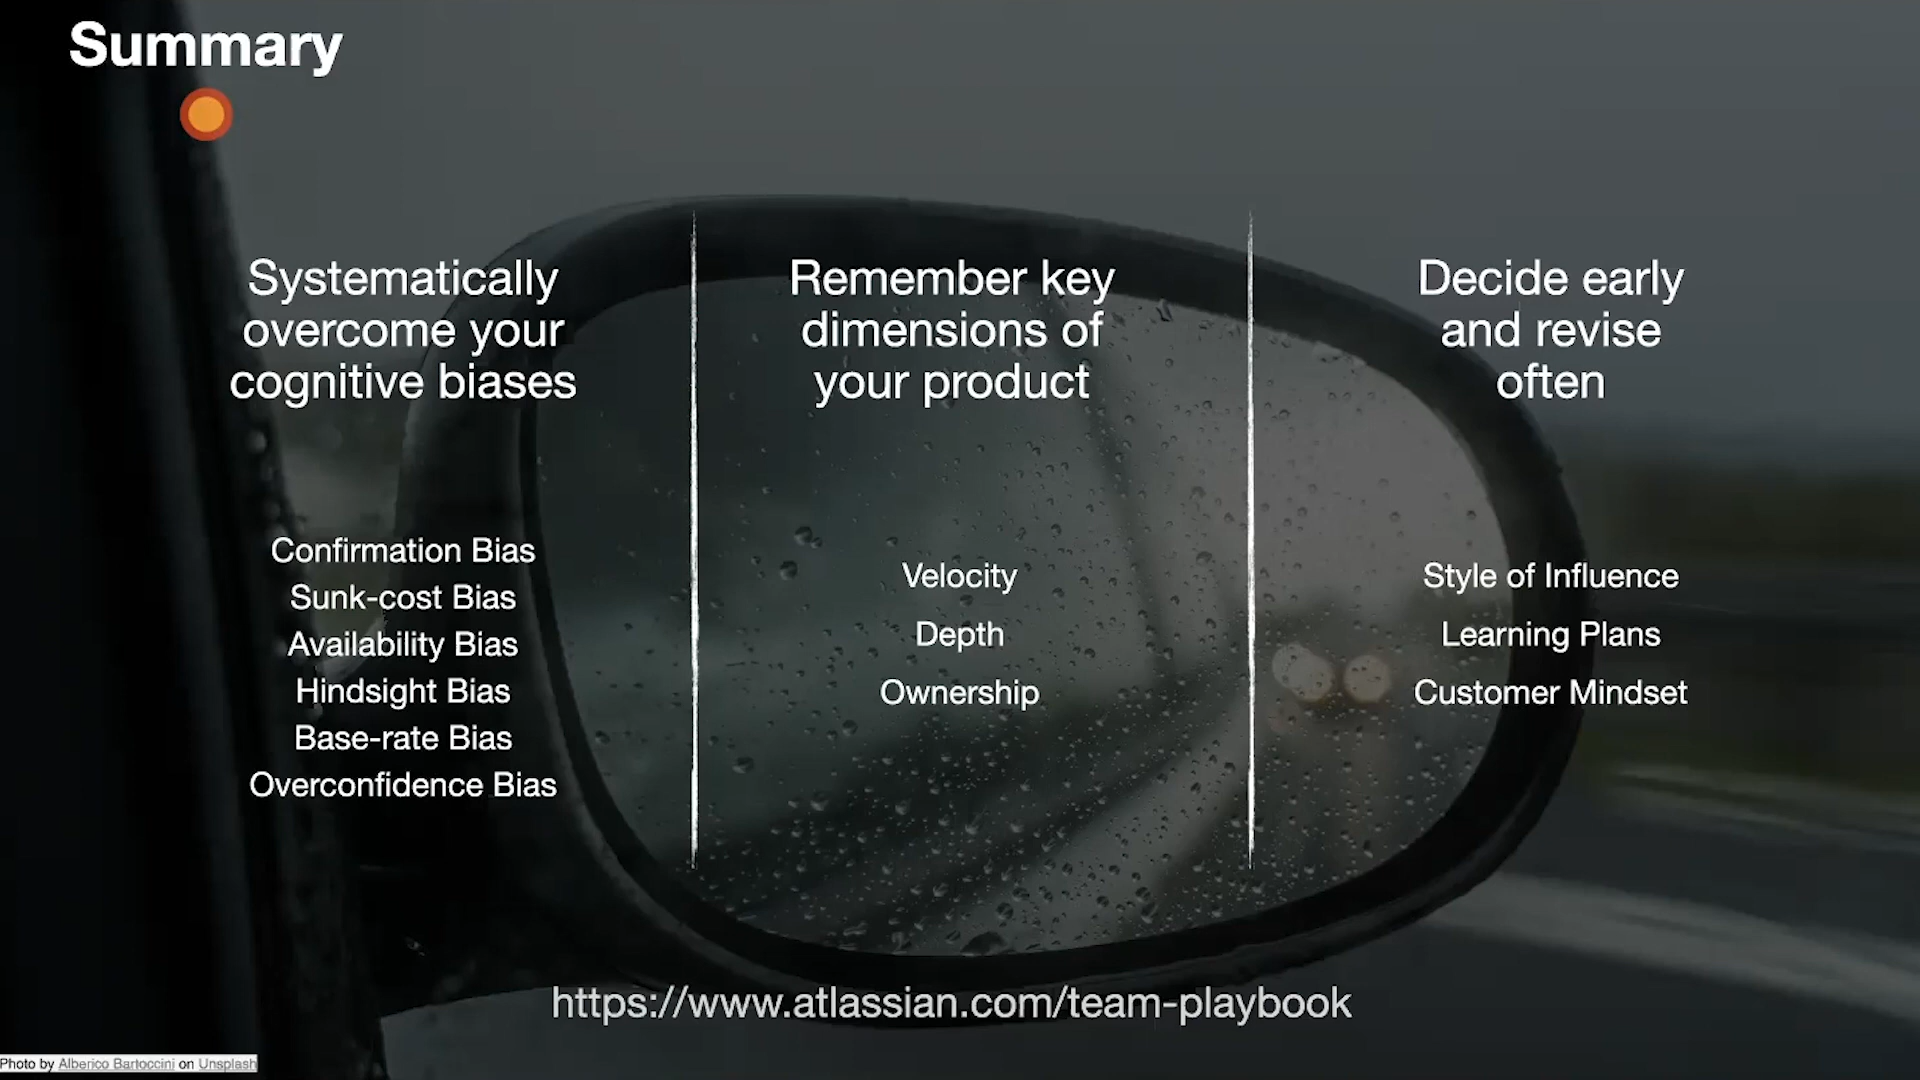 Summary
Systematically
overcome your
cognitive biases
Confirmation Bias
Sunk-cost Bias
Availability Bias
Hindsight Bias
Base-rate Bias
Overconfidence Bias
Remember key
dimensions of
your product
Velocity
Depth
Ownership
Decide early
and revise
often
Style of Influence
Learning Plans
Customer Mindset
https://www.atlassian.com/team-playbook
Photo by Alberico Bartoccini on Unsplash